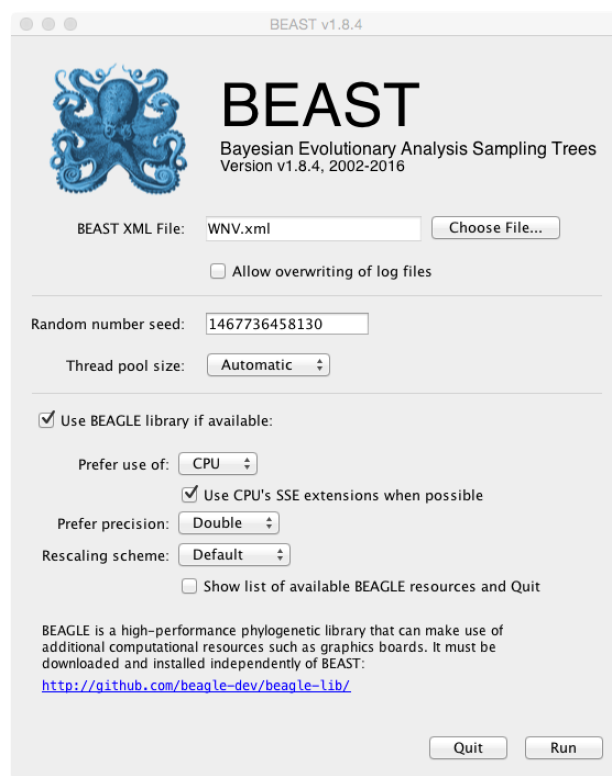 BEAST v1.8.4
BEAST
Bayesian Evolutionary Analysis Sampling Trees
Version v1.8.4, 2002-2016
BEAST XML File: WNV.xml Choose File...
Allow overwriting of log files
Random number seed: 1467736458130
Thread pool size: Automatic
Use BEAGLE library if available:
Prefer use of: CPU
Use CPU's SSE extensions when possible
Prefer precision: Double
Rescaling scheme: Default
Show list of available BEAGLE resources and Quit
BEAGLE is a high-performance phylogenetic library that can make use of
additional computational resources such as graphics boards. It must be
downloaded and installed independently of BEAST:
http://github.com/beagle-dev/beagle-lib/
Quit Run